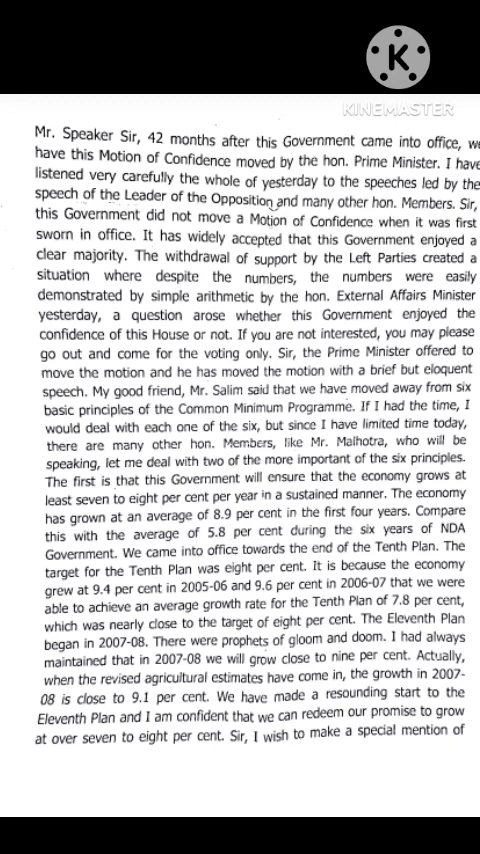 K
KINEMASTER
Mr. Speaker Sir, 42 months after this Government came into office, we
have this Motion of Confidence moved by the hon. Prime Minister. I have
listened very carefully the whole of yesterday to the speeches led by the
speech of the Leader of the Opposition and many other hon. Members. Sir,
this Government did not move a Motion of Confidence when it was first
sworn in office. It has widely accepted that this Government enjoyed a
clear majority. The withdrawal of support by the Left Parties created a
situation where despite the numbers, the numbers were easily
demonstrated by simple arithmetic by the hon. External Affairs Minister
yesterday, a question arose whether this Government enjoyed the
confidence of this House or not. If you are not interested, you may please
go out and come for the voting only. Sir, the Prime Minister offered to
move the motion and he has moved the motion with a brief but eloquent
speech. My good friend, Mr. Salim said that we have moved away from six
basic principles of the Common Minimum Programme. If I had the time, I
would deal with each one of the six, but since I have limited time today,
there are many other hon. Members, like Mr. Malhotra, who will be
speaking, let me deal with two of the more important of the six principles.
The first is that this Government will ensure that the economy grows at
least seven to eight per cent per year in a sustained manner. The economy
has grown at an average of 8.9 per cent in the first four years. Compare
this with the average of 5.8 per cent during the six years of NDA
Government. We came into office towards the end of the Tenth Plan. The
target for the Tenth Plan was eight per cent. It is because the economy
grew at 9.4 per cent in 2005-06 and 9.6 per cent in 2006-07 that we were
able to achieve an average growth rate for the Tenth Plan of 7.8 per cent,
which was nearly close to the target of eight per cent. The Eleventh Plan
began in 2007-08. There were prophets of gloom and doom. I had always
maintained that in 2007-08 we will grow close to nine per cent. Actually,
when the revised agricultural estimates have come in, the growth in 2007-
08 is close to 9.1 per cent. We have made a resounding start to the
Eleventh Plan and I am confident that we can redeem our promise to grow
at over seven to eight per cent. Sir, I wish to make a special mention of